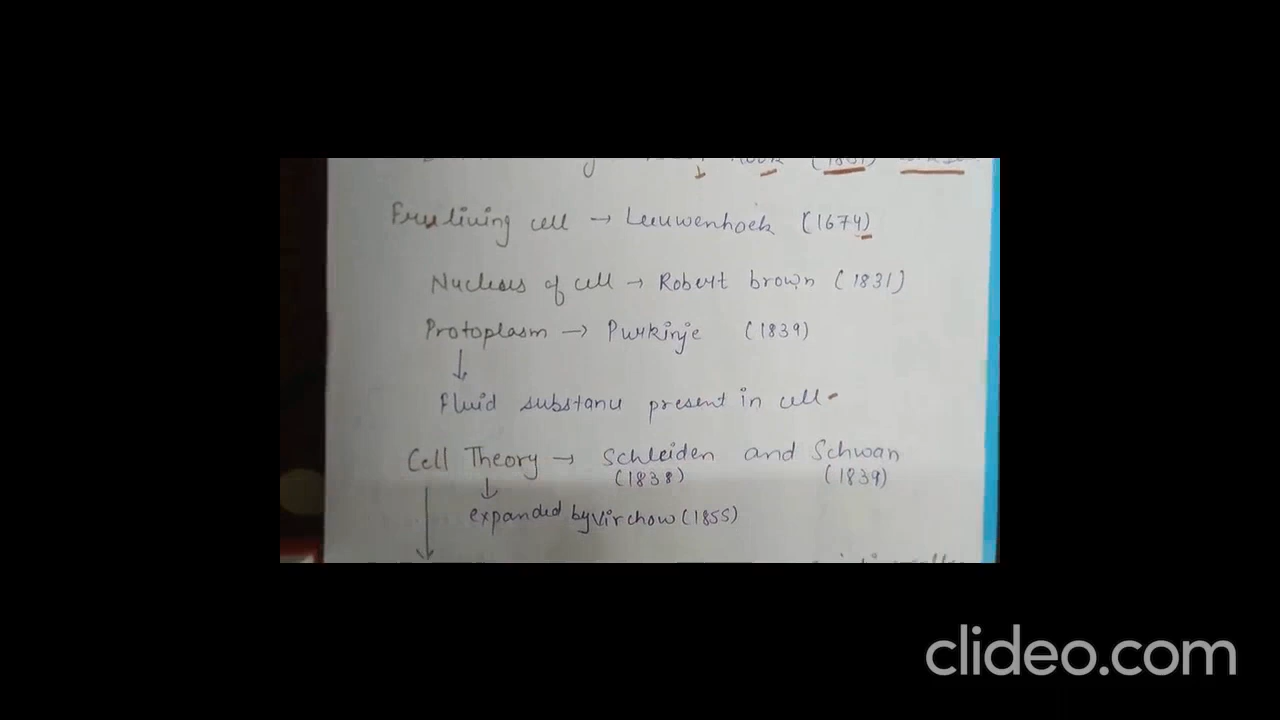 Free living cell → Leeuwenhoek (1674)
Nucleus of cell → Robert brown (1831)
Protoplasm → Purkinje (1839)
↓
Fluid substance present in cell
Cell Theory → Schleiden and Schwan
(1838) (1839)
↓
expanded by Virchow (1855)
clideo.com